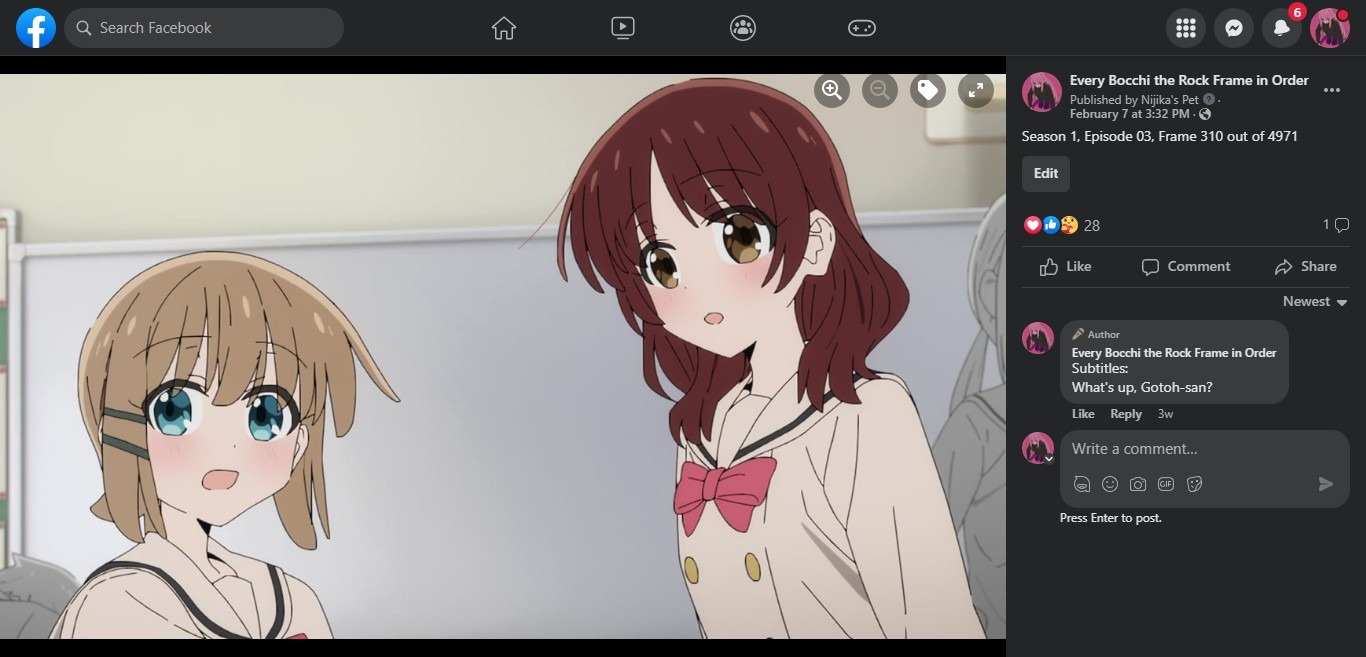 Search Facebook
6
Every Bocchi the Rock Frame in Order
Published by Nijika's Pet ·
February 7 at 3:32 PM ·
Season 1, Episode 03, Frame 310 out of 4971
Edit
28
1
Like Comment Share
Newest
Author
Every Bocchi the Rock Frame in Order
Subtitles:
What's up, Gotoh-san?
Like Reply 3w
Write a comment...
GIF
Press Enter to post.